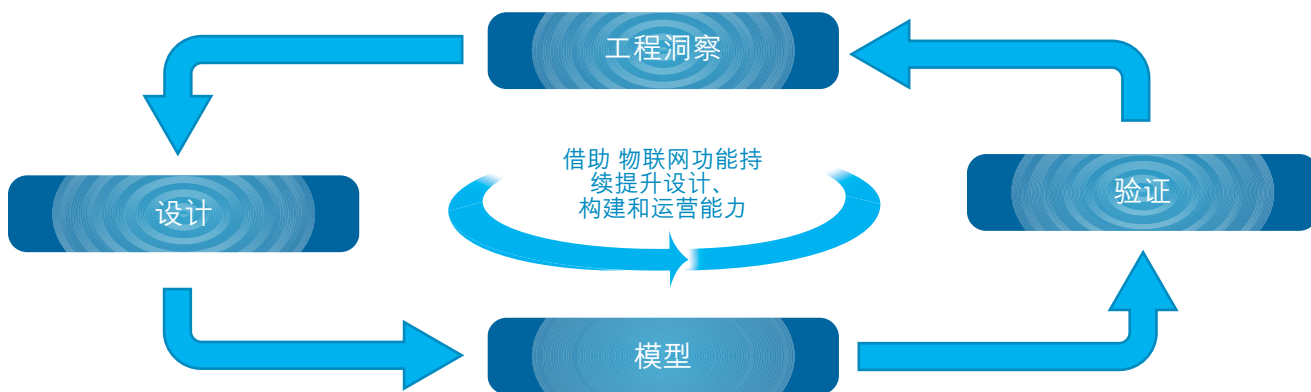 工程洞察
借助 物联网功能持
续提升设计、
构建和运营能力
验证
设计
模型